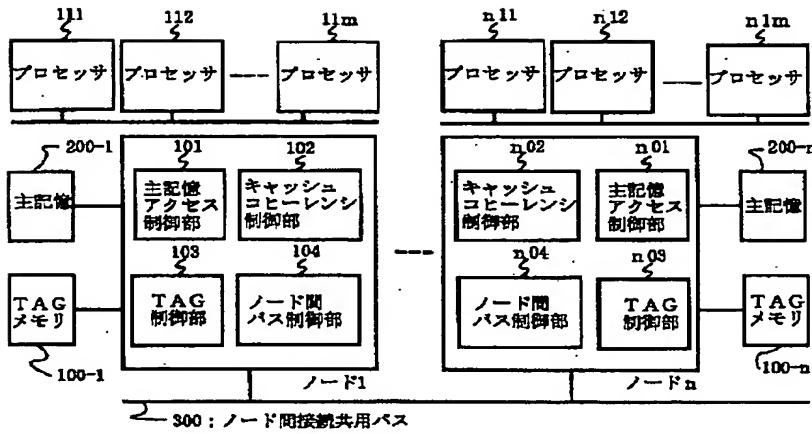 111 112 11m n11 n12 n1m
プロセッサ プロセッサ プロセッサ プロセッサ プロセッサ プロセッサ
200-1 101 102 n02 n01 200-n
主記憶
主記憶
アクセス
制御部
キャッシュ
コヒーレンシ
制御部
キャッシュ
コヒーレンシ
制御部
主記憶
アクセス
制御部
主記憶
103 104 n04 n03
TAG
メモリ
TAG
制御部
ノード間
バス制御部
ノード間
バス制御部
TAG
制御部
TAG
メモリ
100-1 ノード1 ノードn 100-n
300;ノード間接続共用バス